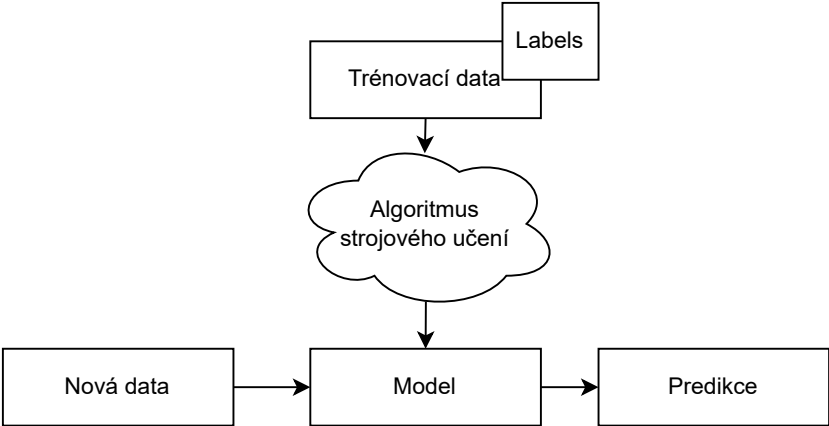 Labels
Trénovací data
Algoritmus
strojového učení
Nová data
Model
Predikce